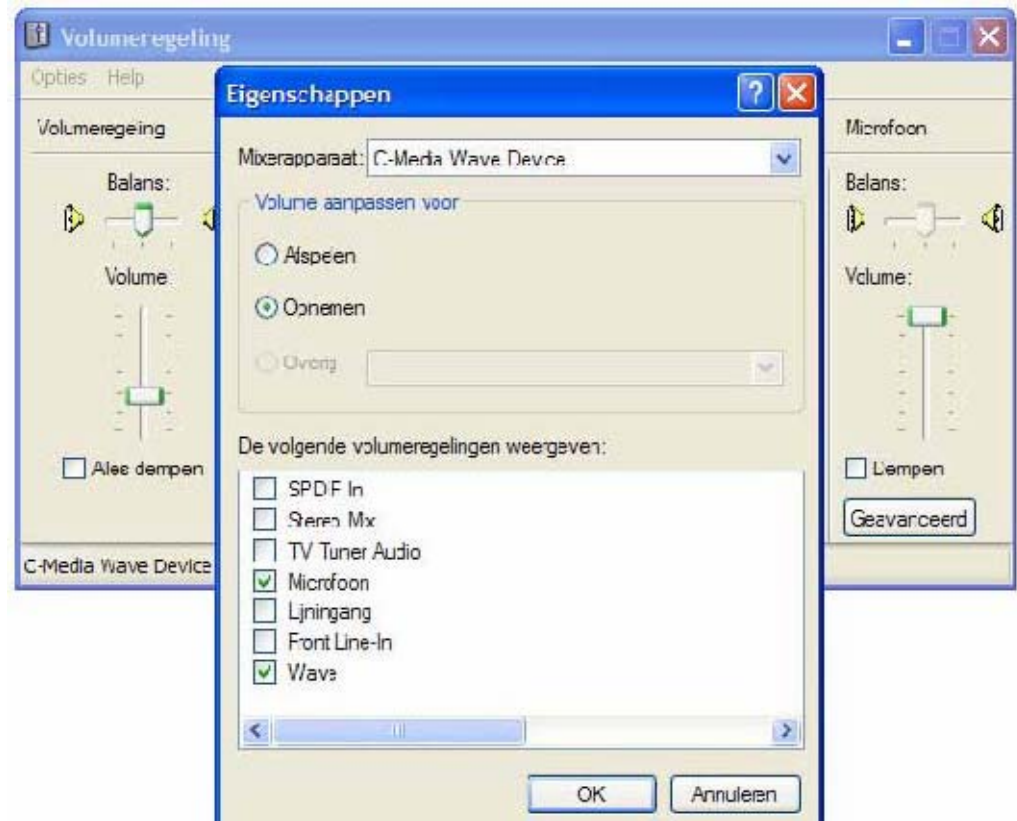 Volumeregeling
Opties Help
Volumeregeling
Balans:
Volume:
Alles dempen
C-Media Wave Device
Eigenschappen
Mixerapparaat: C-Media Wave Device
Volume aanpassen voor
Afspelen
Opnemen
Overig
De volgende volumeregelingen weergeven:
SPDIF In
Stereo Mix
TV Tuner Audio
Microfoon
Lijningang
Front Line-In
Wave
OK Annuleren
Microfoon
Balans:
Volume:
Dempen
Geavanceerd